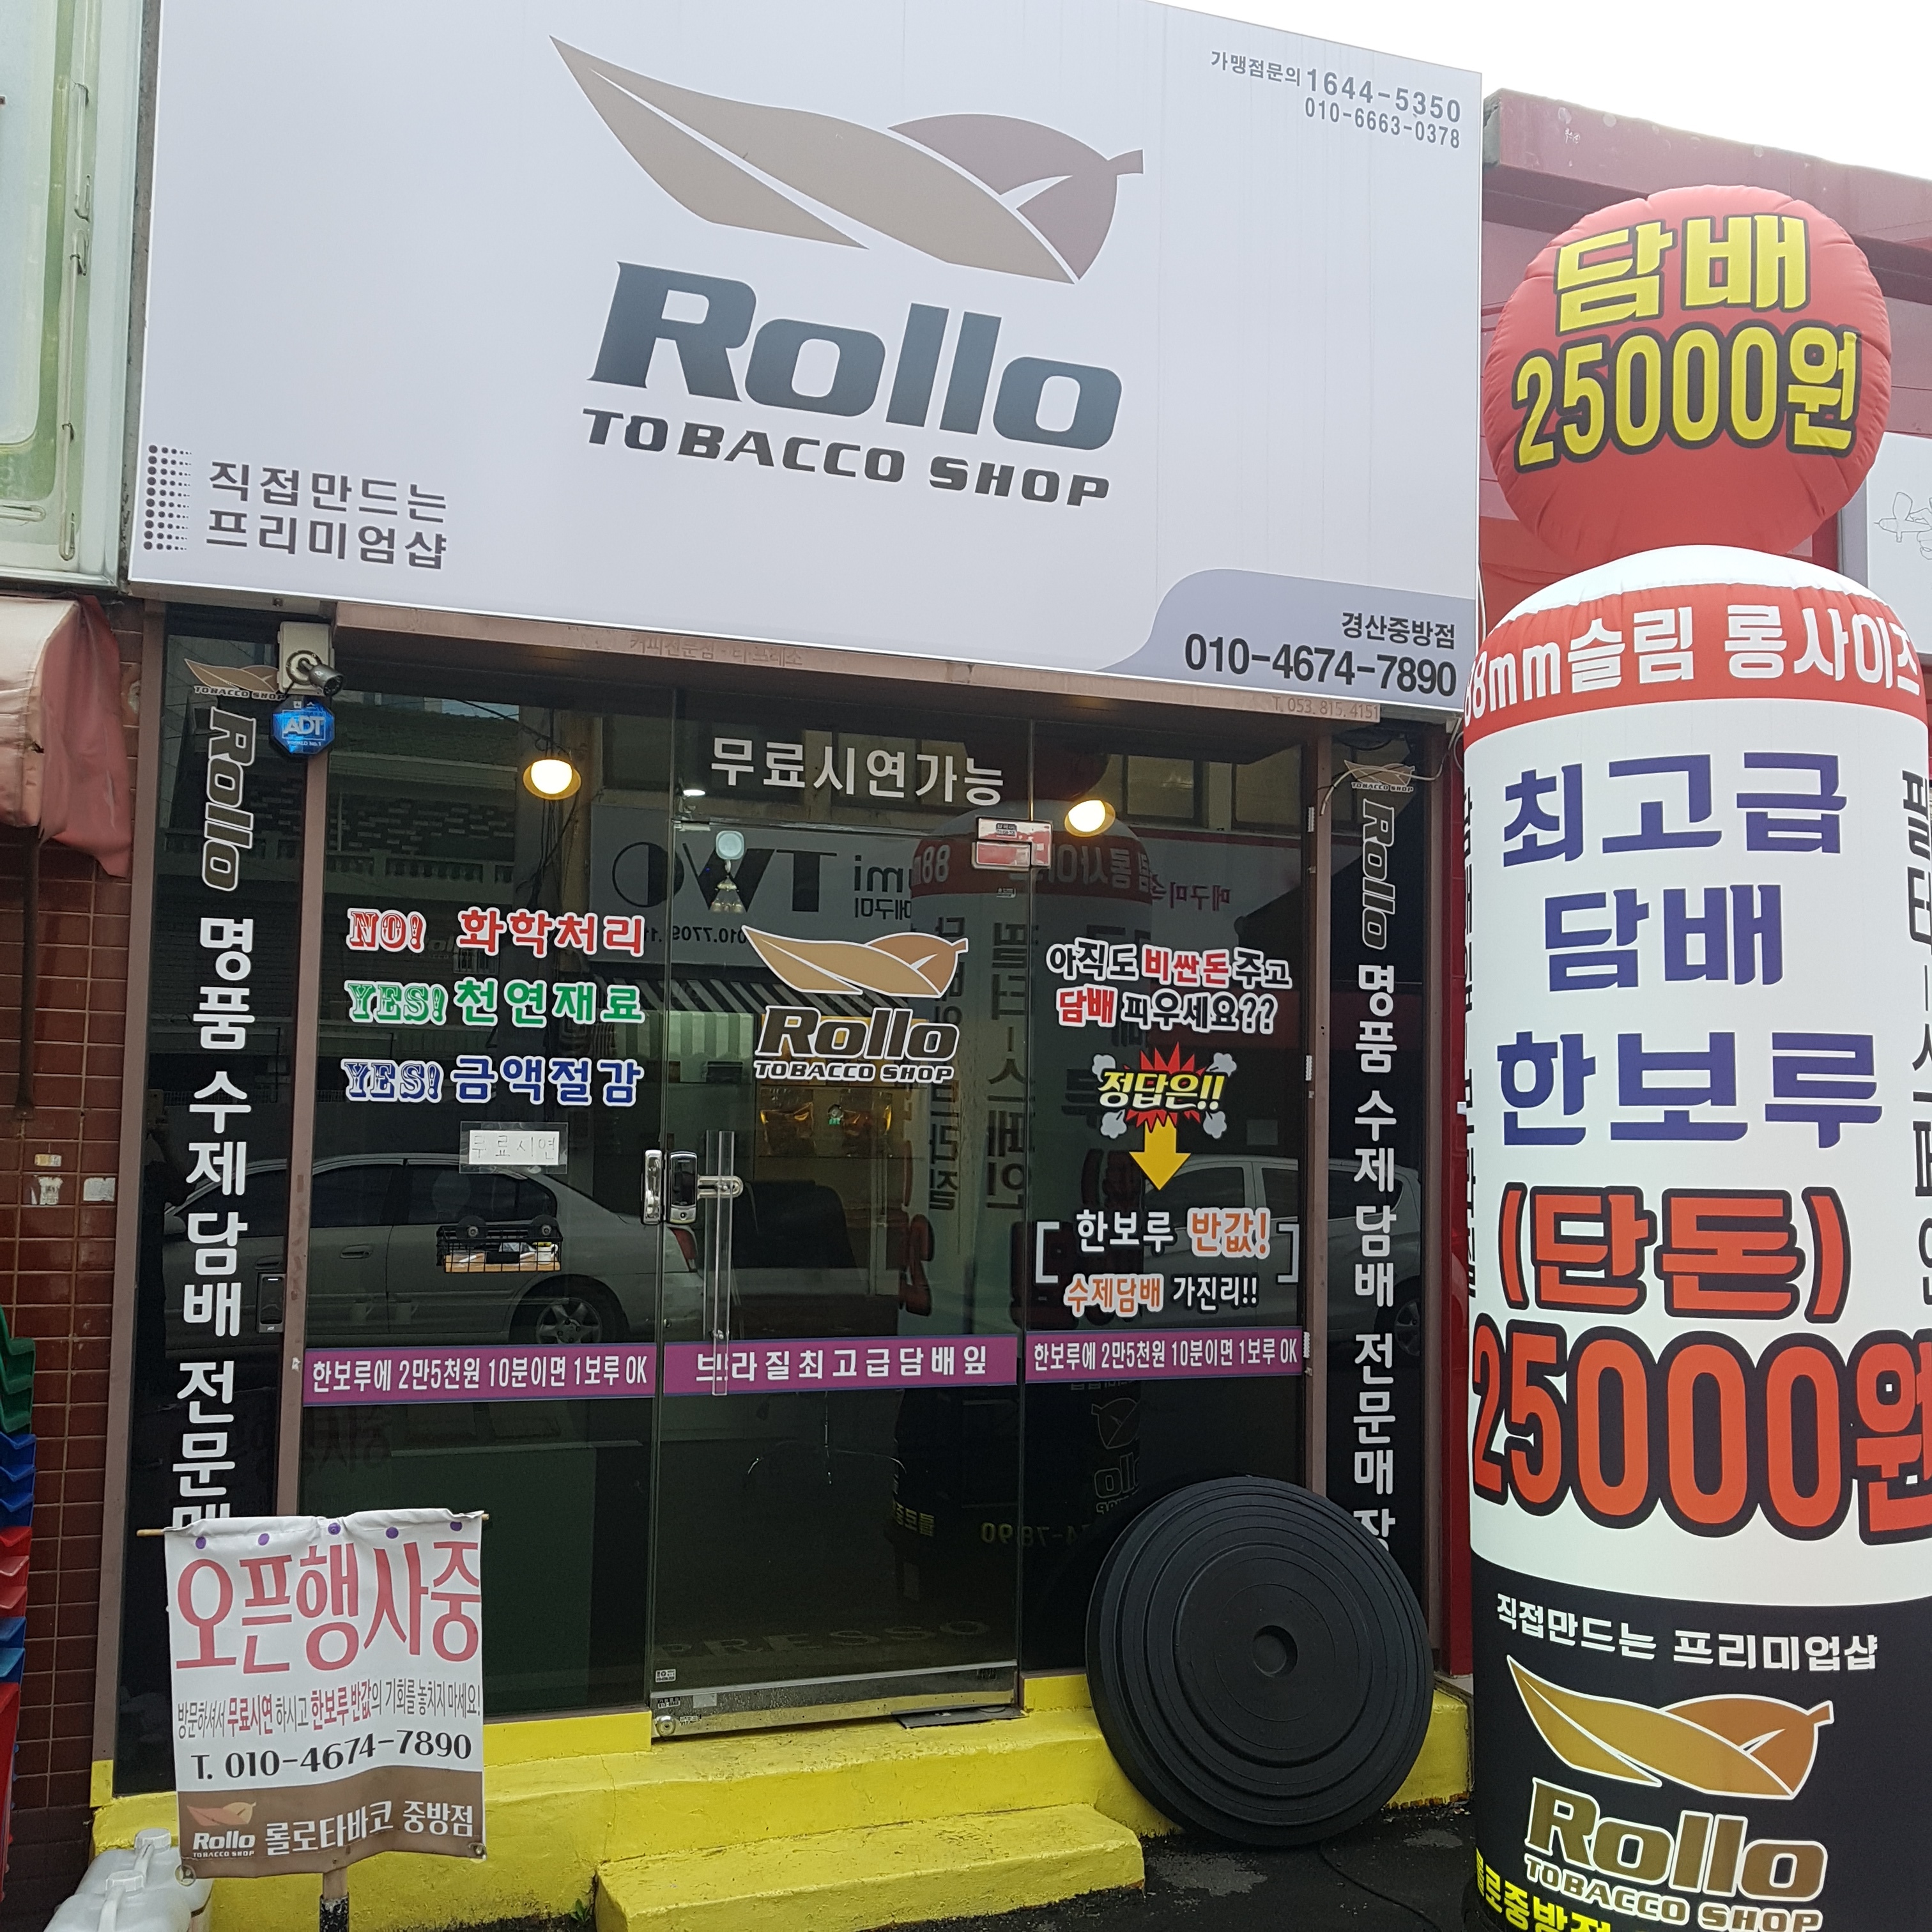 가맹점문의 1644-5350
010-6663-0378
Rollo
TOBACCO SHOP
직접만드는
프리미엄샵
경산중방점
010-4674-7890
T. 053. 815. 4151
담배
25000원
88mm슬림 롱사이즈
최고급
담배
한보루
(단돈)
25000원
직접만드는 프리미엄샵
Rollo
TOBACCO SHOP
TOBACCO SHOP
Rollo 명품 수제담배 전문매
ADT
무료시연가능
NO! 화학처리
YES! 천연재료
YES! 금액절감
무료시연
Rollo
TOBACCO SHOP
아직도 비싼돈주고
담배 피우세요??
정답은!!
[ 한보루 반값! ]
수제담배 가진리!!
한보루에 2만5천원 10분이면 1보루 OK
브라질최고급담배잎
한보루에 2만5천원 10분이면 1보루 OK
TOBACCO SHOP
Rollo 명품 수제담배 전문매장
오픈행사중
방문하셔서 무료시연 하시고 한보루 반값의 기회를 놓치지 마세요!
T. 010-4674-7890
Rollo
TOBACCO SHOP
롤로타바코 중방점